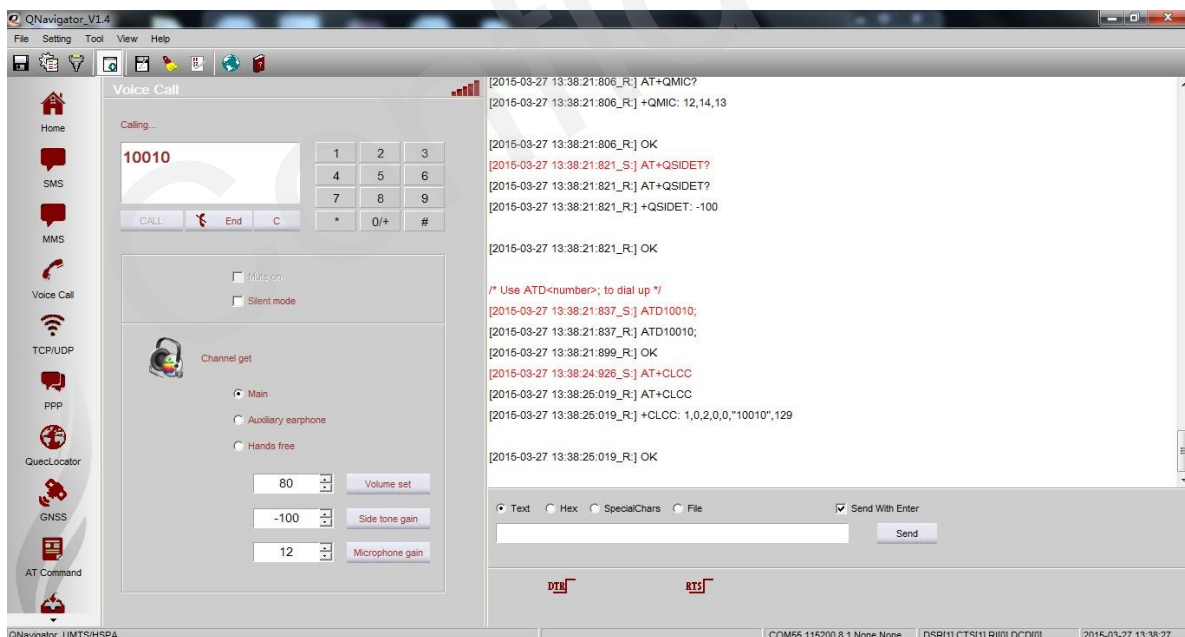 QNavigator_V1.4
File Setting Tool View Help
Home
SMS
MMS
Voice Call
TCP/UDP
PPP
QuecLocator
GNSS
AT Command
Voice Call
Calling...
10010
1 2 3
4 5 6
7 8 9
* 0/+ #
CALL End C
Mute on
Silent mode
Channel get
Main
Auxiliary earphone
Hands free
80 Volume set
-100 Side tone gain
12 Microphone gain
[2015-03-27 13:38:21:806_R:] AT+QMIC?
[2015-03-27 13:38:21:806_R:] +QMIC: 12,14,13
[2015-03-27 13:38:21:806_R:] OK
[2015-03-27 13:38:21:821_S:] AT+QSIDET?
[2015-03-27 13:38:21:821_R:] AT+QSIDET?
[2015-03-27 13:38:21:821_R:] +QSIDET: -100
[2015-03-27 13:38:21:821_R:] OK
/* Use ATD<number>; to dial up */
[2015-03-27 13:38:21:837_S:] ATD10010;
[2015-03-27 13:38:21:837_R:] ATD10010;
[2015-03-27 13:38:21:899_R:] OK
[2015-03-27 13:38:24:926_S:] AT+CLCC
[2015-03-27 13:38:25:019_R:] AT+CLCC
[2015-03-27 13:38:25:019_R:] +CLCC: 1,0,2,0,0,"10010",129
[2015-03-27 13:38:25:019_R:] OK
Text Hex SpecialChars File Send With Enter
Send
DTR RTS
QNavigator UMTS/HSPA COM55,115200,8,1,None,None DSR[1] CTS[1] RI[0] DCD[0] 2015-03-27 13:38:27